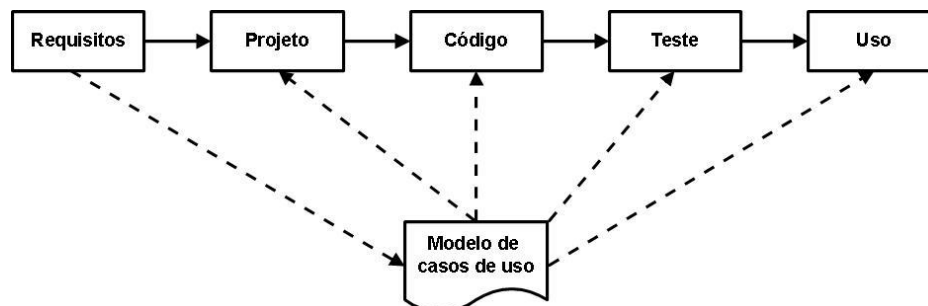 Requisitos
Projeto
Código
Teste
Uso
Modelo de
casos de uso